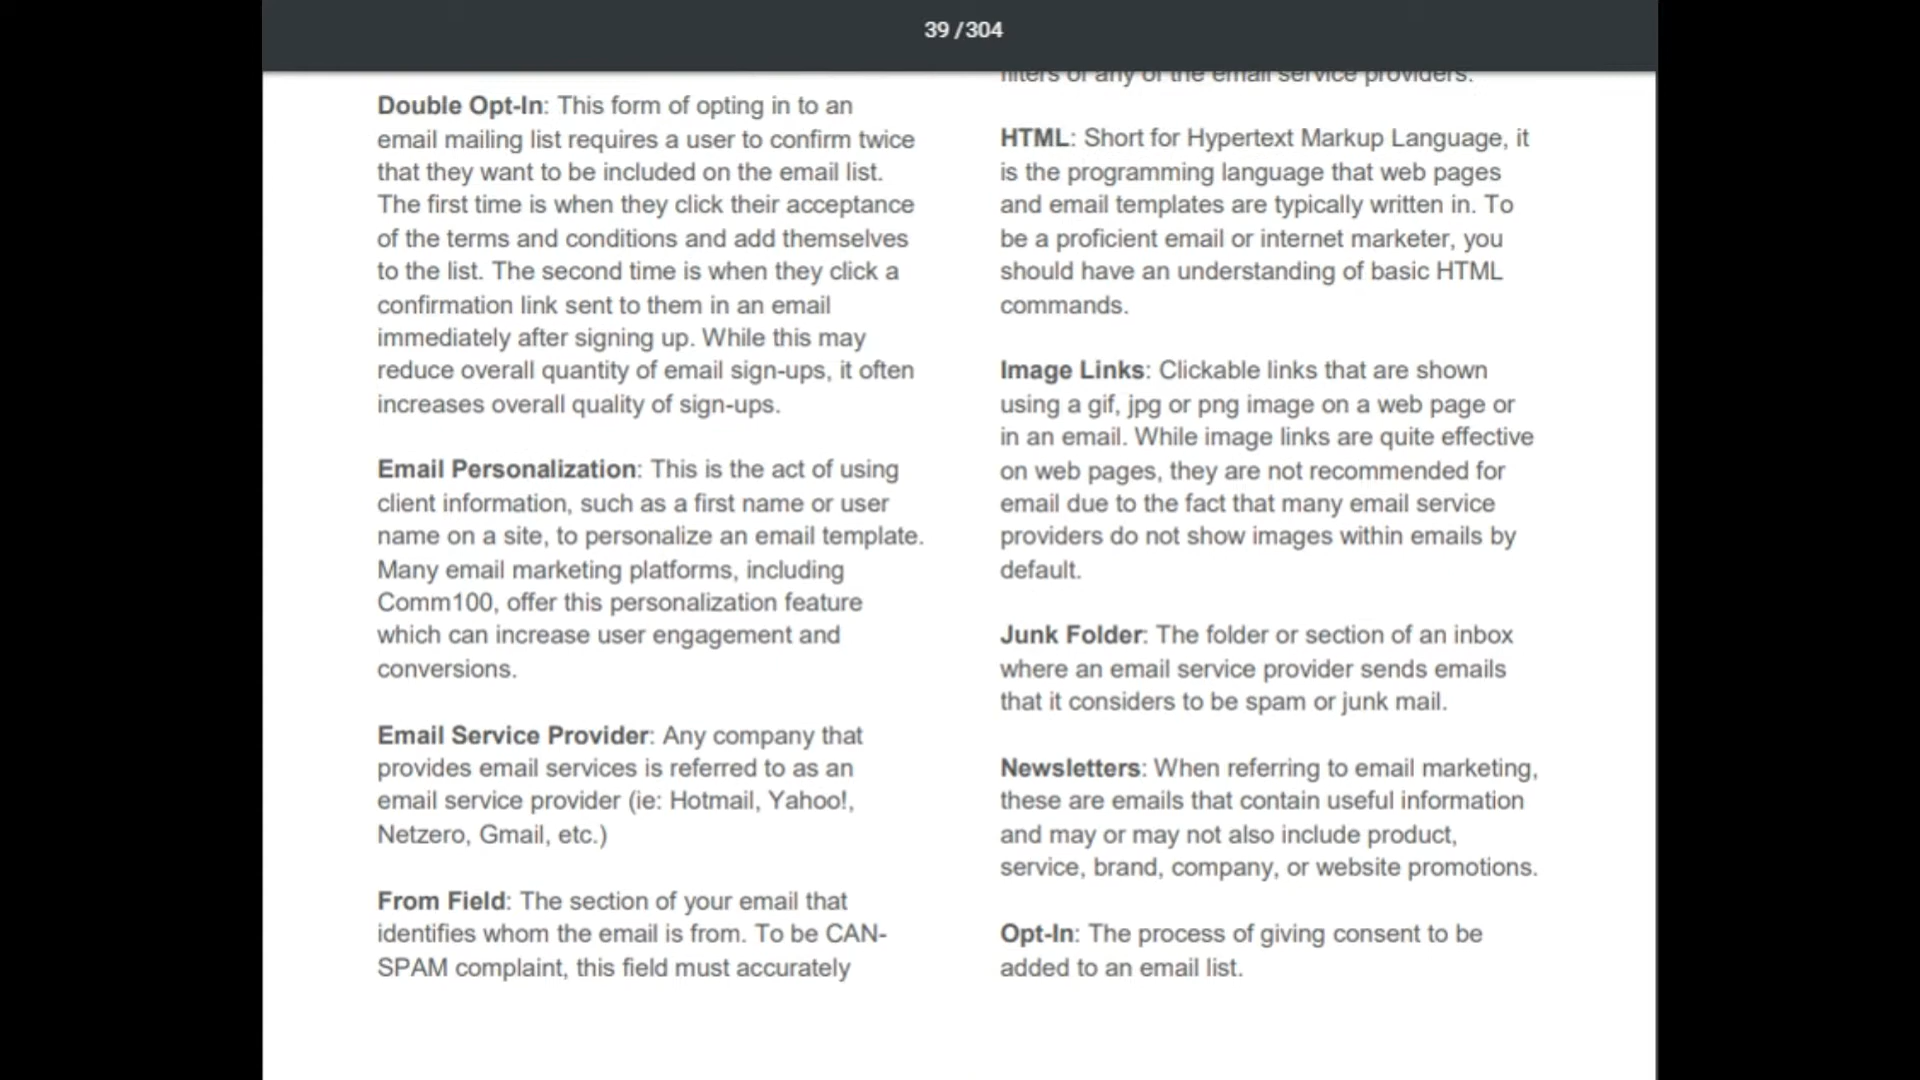 39 / 304
Double Opt-In: This form of opting in to an
email mailing list requires a user to confirm twice
that they want to be included on the email list.
The first time is when they click their acceptance
of the terms and conditions and add themselves
to the list. The second time is when they click a
confirmation link sent to them in an email
immediately after signing up. While this may
reduce overall quantity of email sign-ups, it often
increases overall quality of sign-ups.
Email Personalization: This is the act of using
client information, such as a first name or user
name on a site, to personalize an email template.
Many email marketing platforms, including
Comm100, offer this personalization feature
which can increase user engagement and
conversions.
Email Service Provider: Any company that
provides email services is referred to as an
email service provider (ie: Hotmail, Yahoo!,
Netzero, Gmail, etc.)
From Field: The section of your email that
identifies whom the email is from. To be CAN-
SPAM complaint, this field must accurately
filters of any of the email service providers.
HTML: Short for Hypertext Markup Language, it
is the programming language that web pages
and email templates are typically written in. To
be a proficient email or internet marketer, you
should have an understanding of basic HTML
commands.
Image Links: Clickable links that are shown
using a gif, jpg or png image on a web page or
in an email. While image links are quite effective
on web pages, they are not recommended for
email due to the fact that many email service
providers do not show images within emails by
default.
Junk Folder: The folder or section of an inbox
where an email service provider sends emails
that it considers to be spam or junk mail.
Newsletters: When referring to email marketing,
these are emails that contain useful information
and may or may not also include product,
service, brand, company, or website promotions.
Opt-In: The process of giving consent to be
added to an email list.